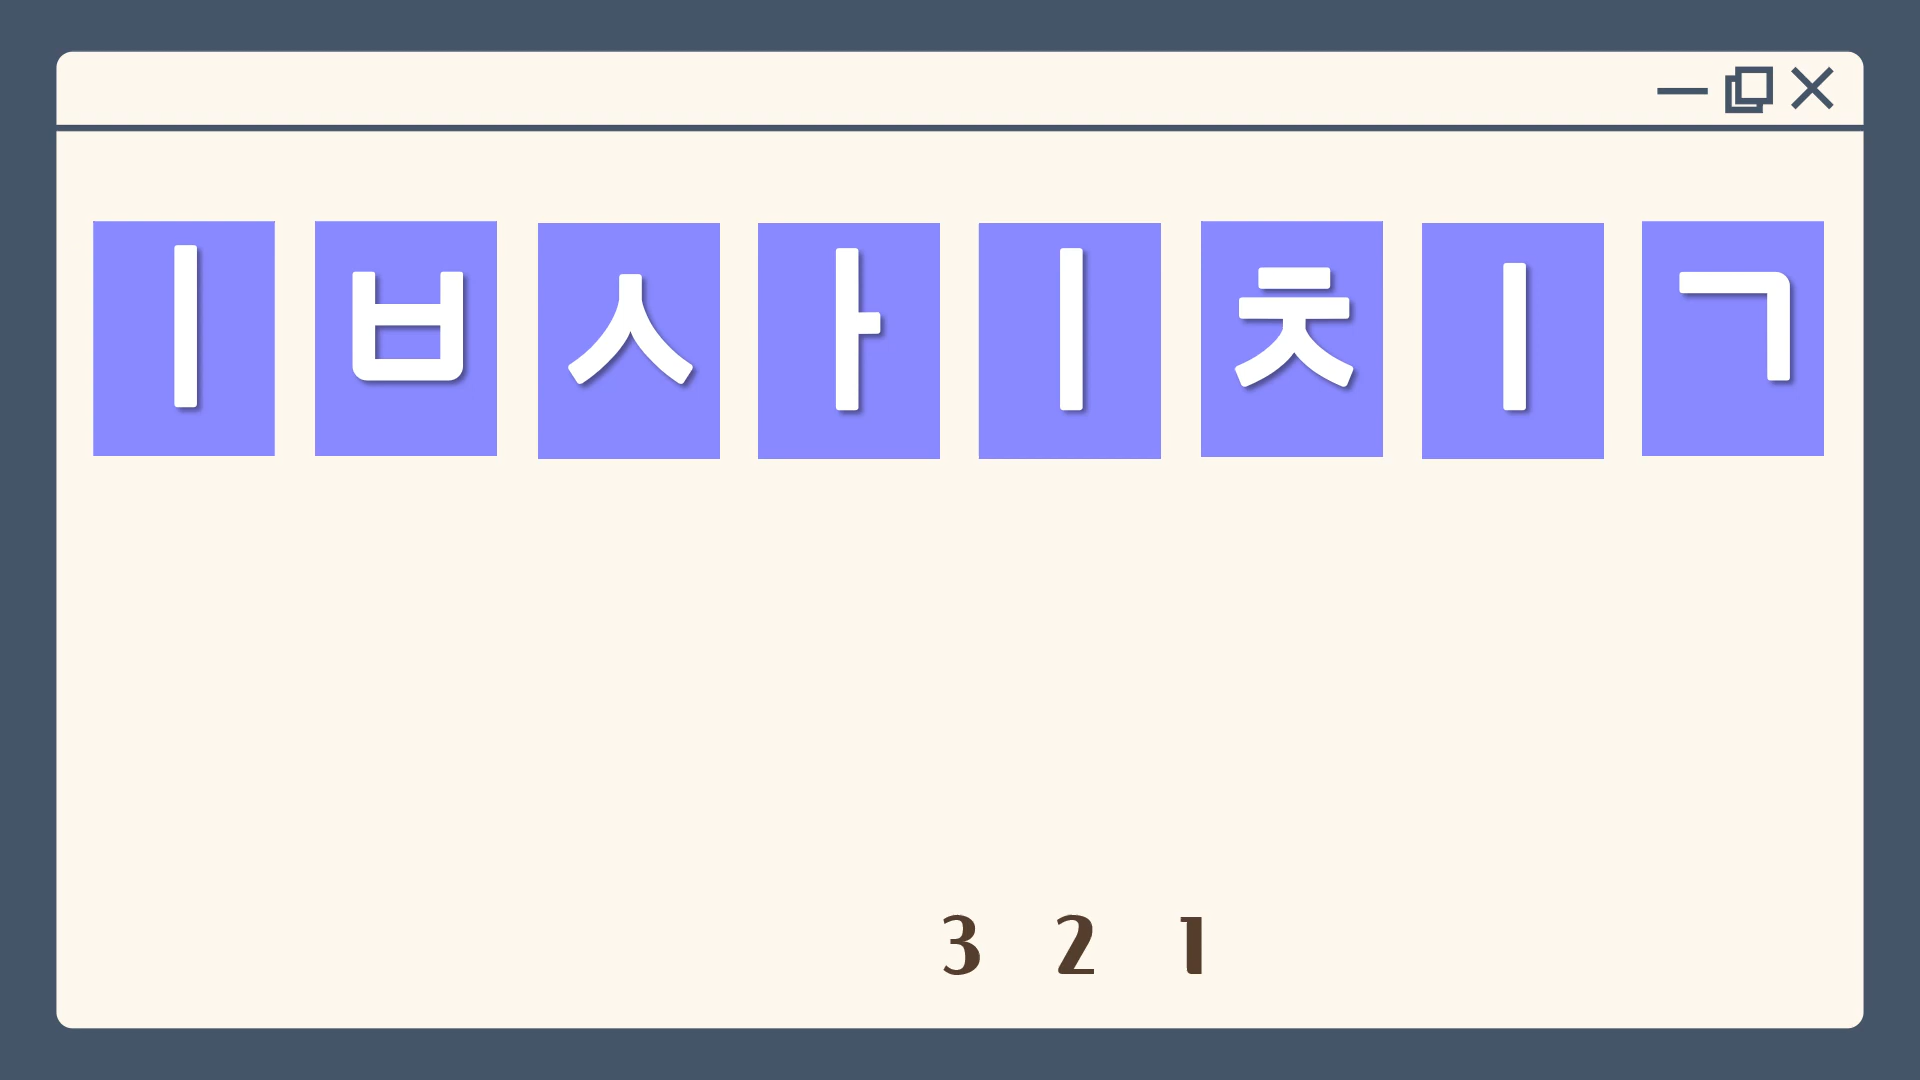 ㅣ ㅂ ㅅ ㅏ ㅣ ㅊ ㅣ ㄱ
3 2 1